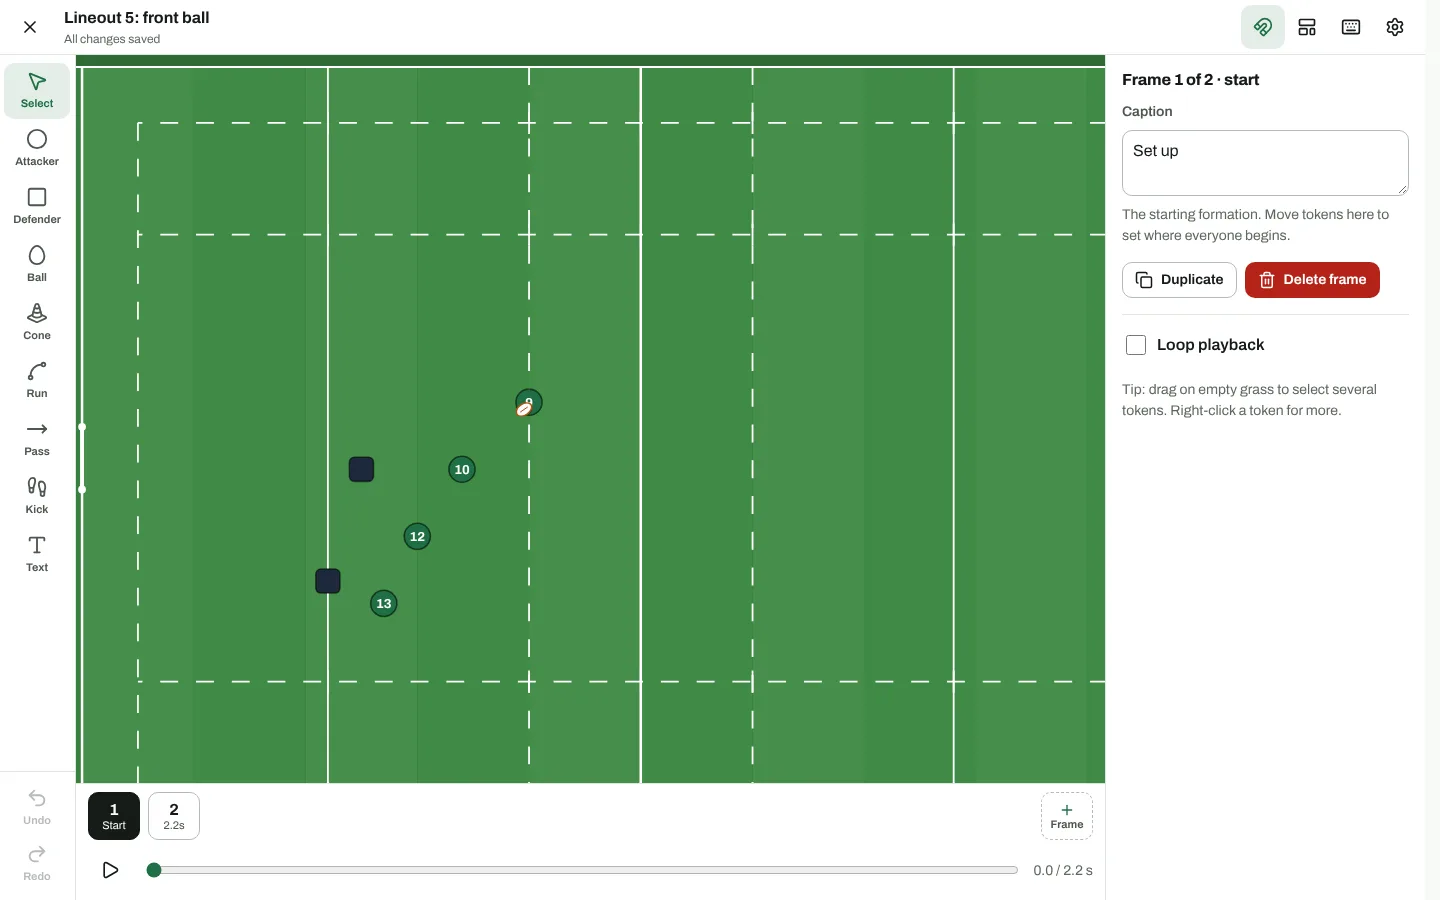 Lineout 5: front ball
All changes saved
Select
Attacker
Defender
Ball
Cone
Run
Pass
Kick
Text
Undo
Redo
10
12
13
Frame 1 of 2 · start
Caption
Set up
The starting formation. Move tokens here to
set where everyone begins.
Duplicate
Delete frame
Loop playback
Tip: drag on empty grass to select several
tokens. Right-click a token for more.
1
Start
2
2.2s
Frame
0.0 / 2.2 s